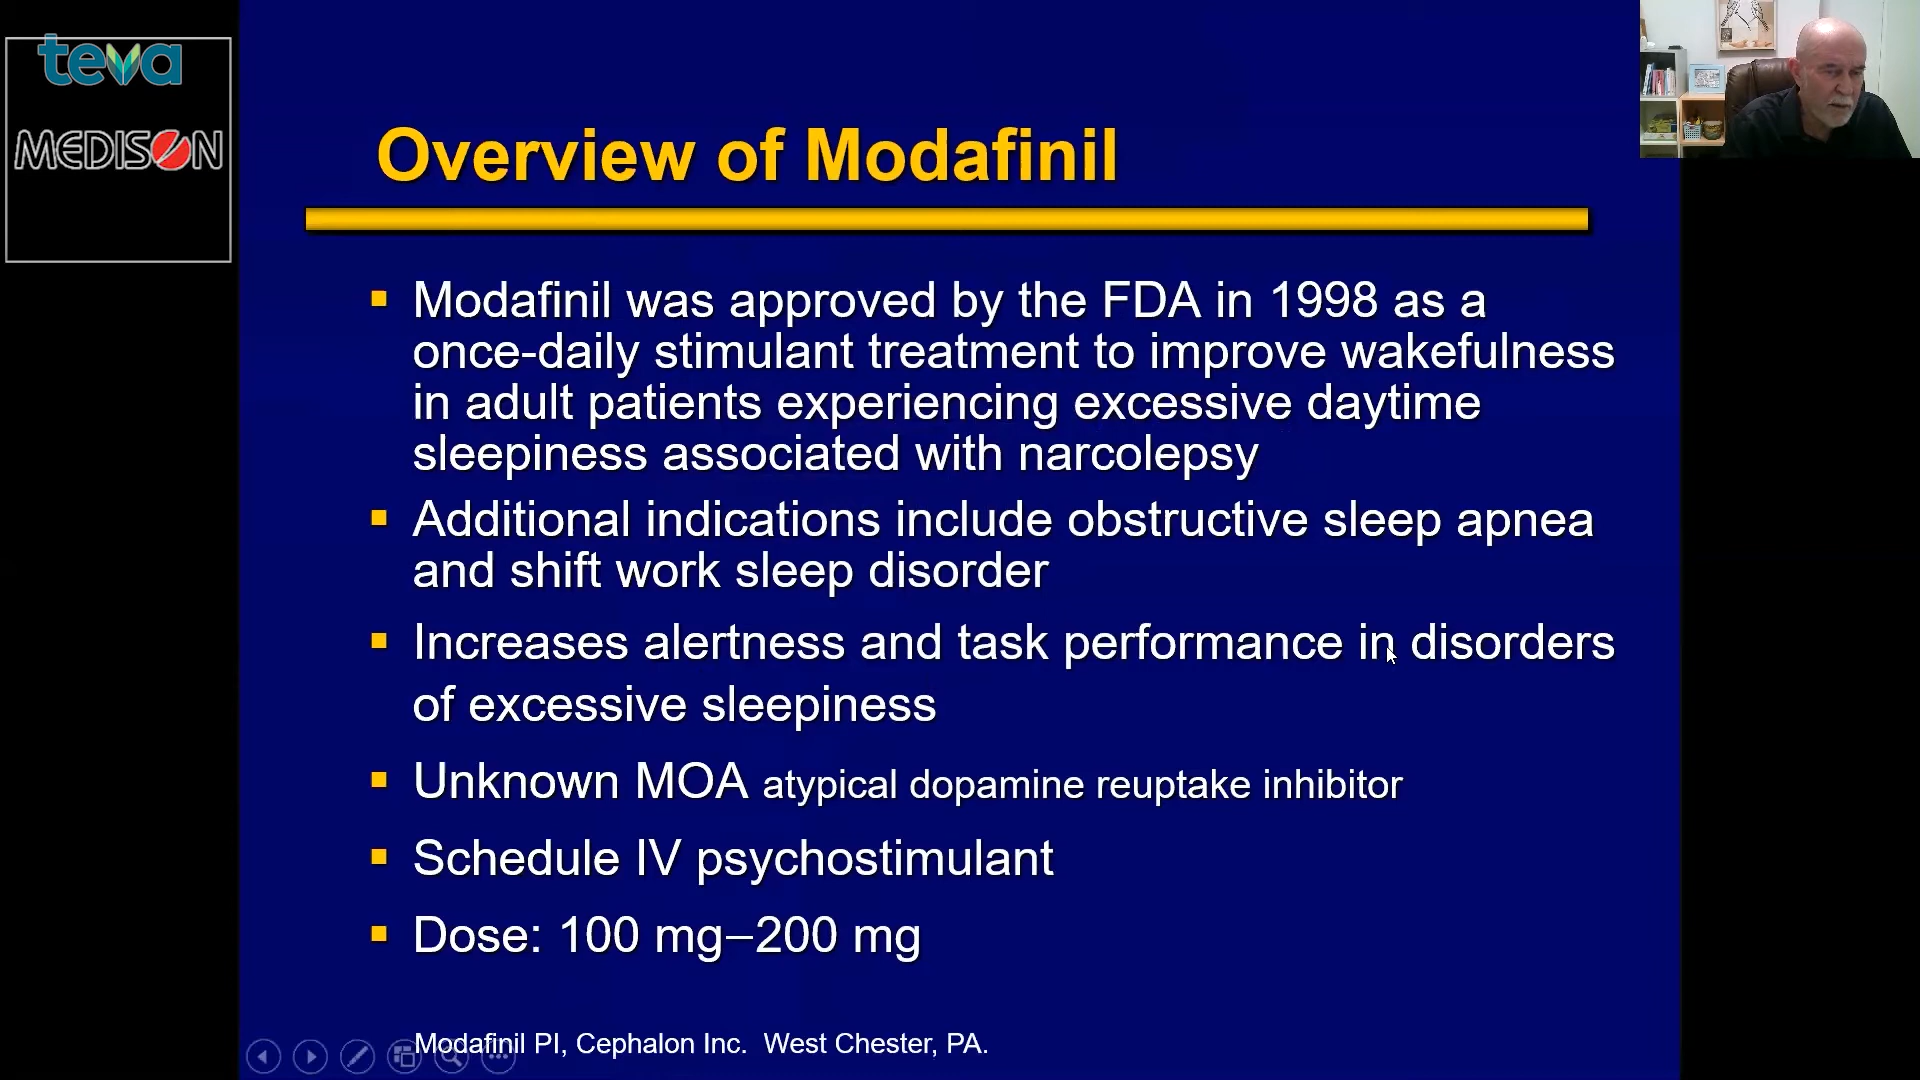 teva
MEDISON
Overview of Modafinil
Modafinil was approved by the FDA in 1998 as a
once-daily stimulant treatment to improve wakefulness
in adult patients experiencing excessive daytime
sleepiness associated with narcolepsy
Additional indications include obstructive sleep apnea
and shift work sleep disorder
Increases alertness and task performance in disorders
of excessive sleepiness
Unknown MOA atypical dopamine reuptake inhibitor
Schedule IV psychostimulant
Dose: 100 mg–200 mg
Modafinil PI, Cephalon Inc.  West Chester, PA.